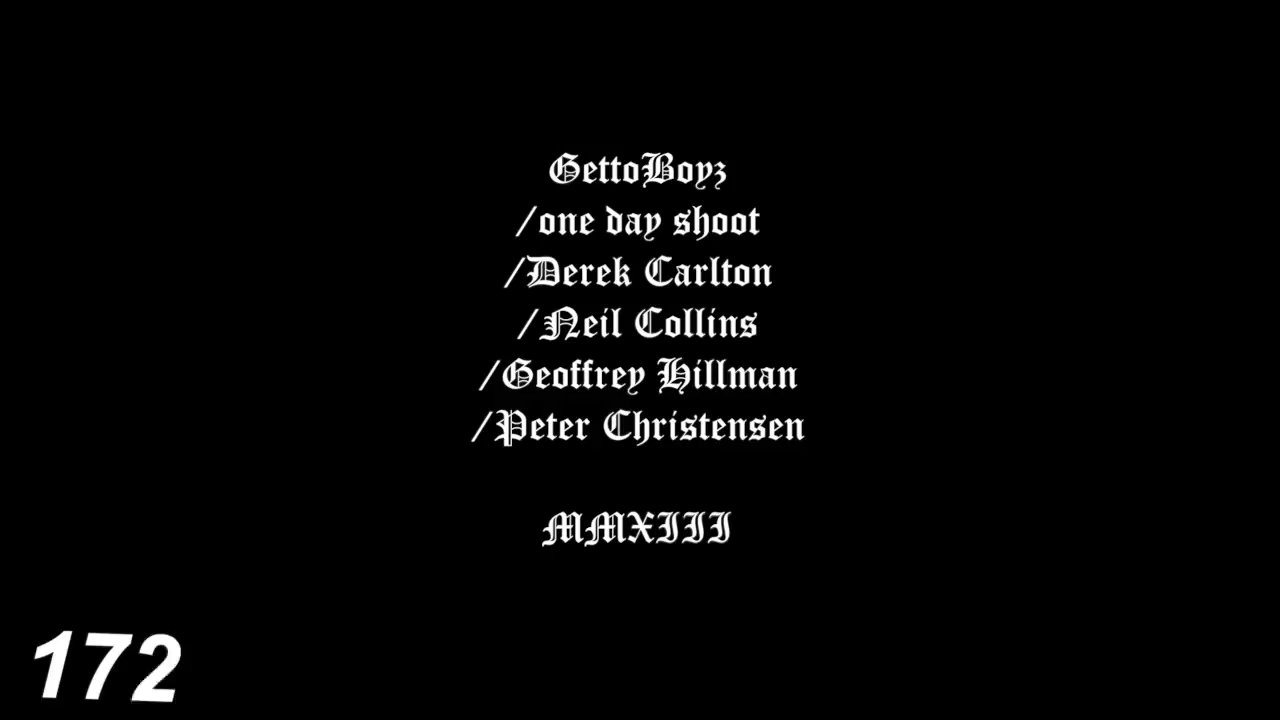 GettoBoyz
/one day shoot
/Derek Carlton
/Neil Collins
/Geoffrey Hillman
/Peter Christensen
MMXIII
172